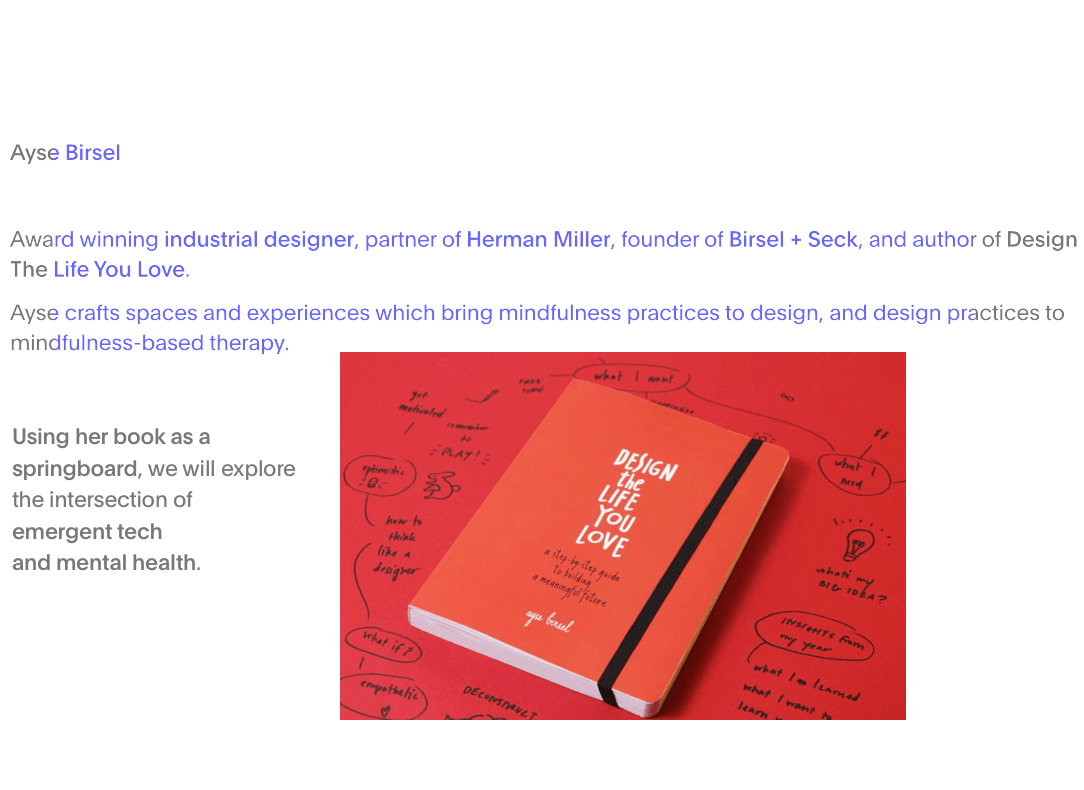 Ayse Birsel
Award winning industrial designer, partner of Herman Miller, founder of Birsel + Seck, and author of Design
The Life You Love.
Ayse crafts spaces and experiences which bring mindfulness practices to design, and design practices to
mindfulness-based therapy.
Using her book as a
springboard, we will explore
the intersection of
emergent tech
and mental health.
FREE
TIME
what I want
got
motivated
remember
to
PLAY!
optimistic
how to
think
like a
designer
what if?
empathetic
DECONSTRUCT
DESIGN
the
LIFE
YOU
LOVE
a step-by-step guide
to building
a meaningful future
ayse birsel
$$
what I
need
what's my
BIG IDEA?
INSIGHTS from
my year
what I learned
what I want to
learn